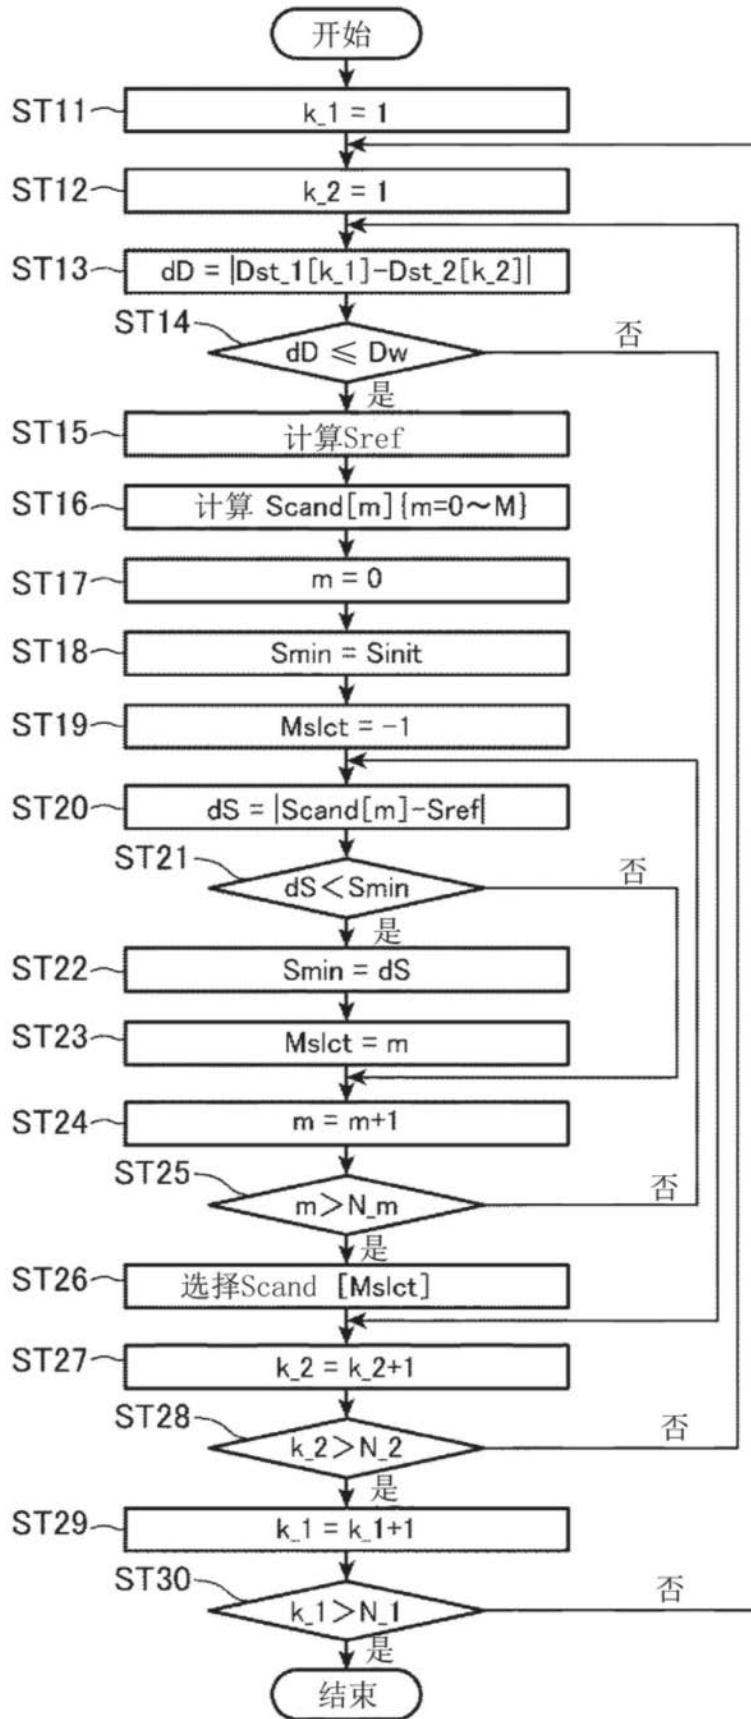 开始
ST11
k_1 = 1
ST12
k_2 = 1
ST13
dD = |Dst_1[k_1]-Dst_2[k_2]|
ST14
dD ≤ Dw
否
是
ST15
计算Sref
ST16
计算 Scand[m]{m=0～M}
ST17
m = 0
ST18
Smin = Sinit
ST19
Mslct = -1
ST20
dS = |Scand[m]-Sref|
ST21
dS＜Smin
否
是
ST22
Smin = dS
ST23
Mslct = m
ST24
m = m+1
ST25
m＞N_m
否
是
ST26
选择Scand [Mslct]
ST27
k_2 = k_2+1
ST28
k_2＞N_2
否
是
ST29
k_1 = k_1+1
ST30
k_1＞N_1
否
是
结束